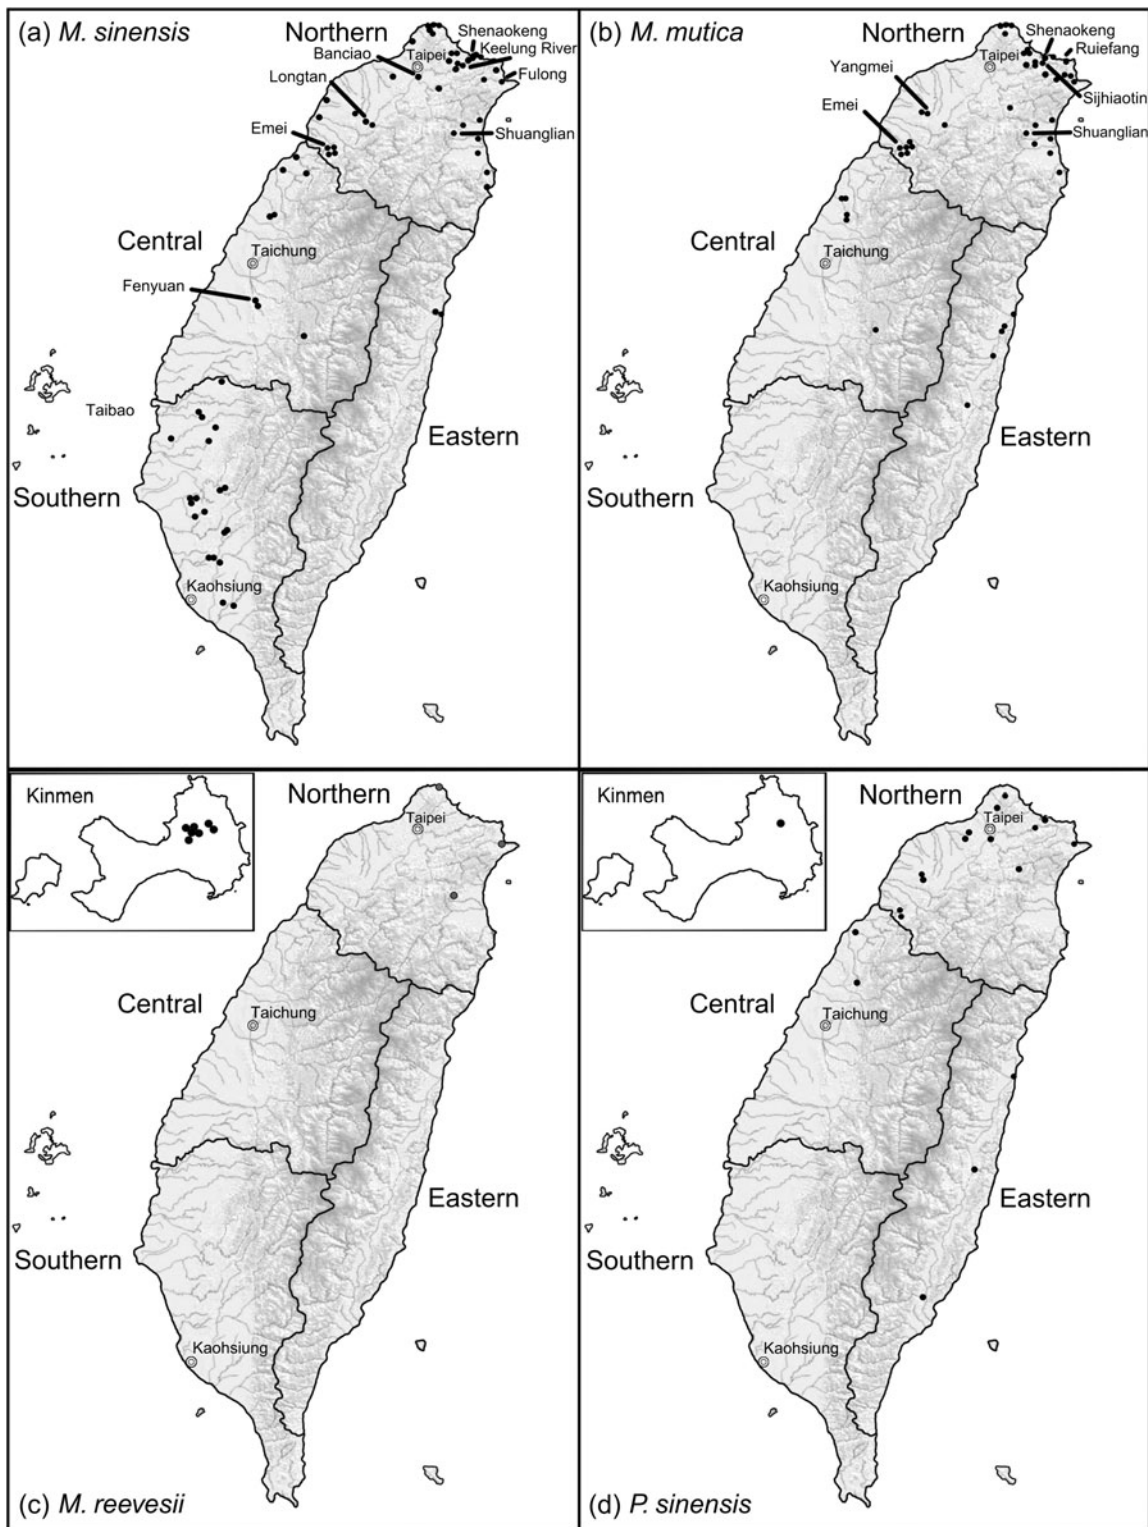 (a) M. sinensis
Northern
Shenaokeng
Banciao
Taipei
Keelung River
Longtan
Fulong
Emei
Shuanglian
Central
Taichung
Fenyuan
Taibao
Eastern
Southern
Kaohsiung
(b) M. mutica
Northern
Shenaokeng
Ruiefang
Taipei
Yangmei
Sijhiaotin
Emei
Shuanglian
Central
Taichung
Eastern
Southern
Kaohsiung
Kinmen
Northern
Taipei
Central
Taichung
Eastern
Southern
Kaohsiung
(c) M. reevesii
Kinmen
Northern
Taipei
Central
Taichung
Eastern
Southern
Kaohsiung
(d) P. sinensis